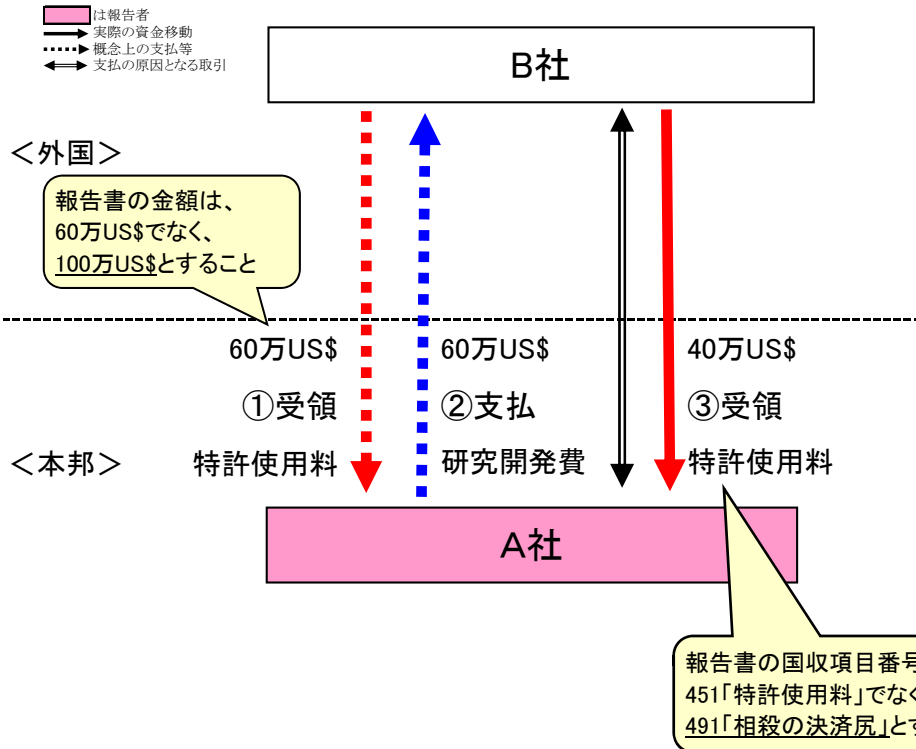 は報告者
実際の資金移動
概念上の支払等
支払の原因となる取引
B社
＜外国＞
報告書の金額は、
60万US$でなく、
100万US$とすること
60万US$
60万US$
40万US$
①受領
②支払
③受領
＜本邦＞
特許使用料
研究開発費
特許使用料
A社
報告書の国収項目番号
451「特許使用料」でなく
491「相殺の決済尻」とす